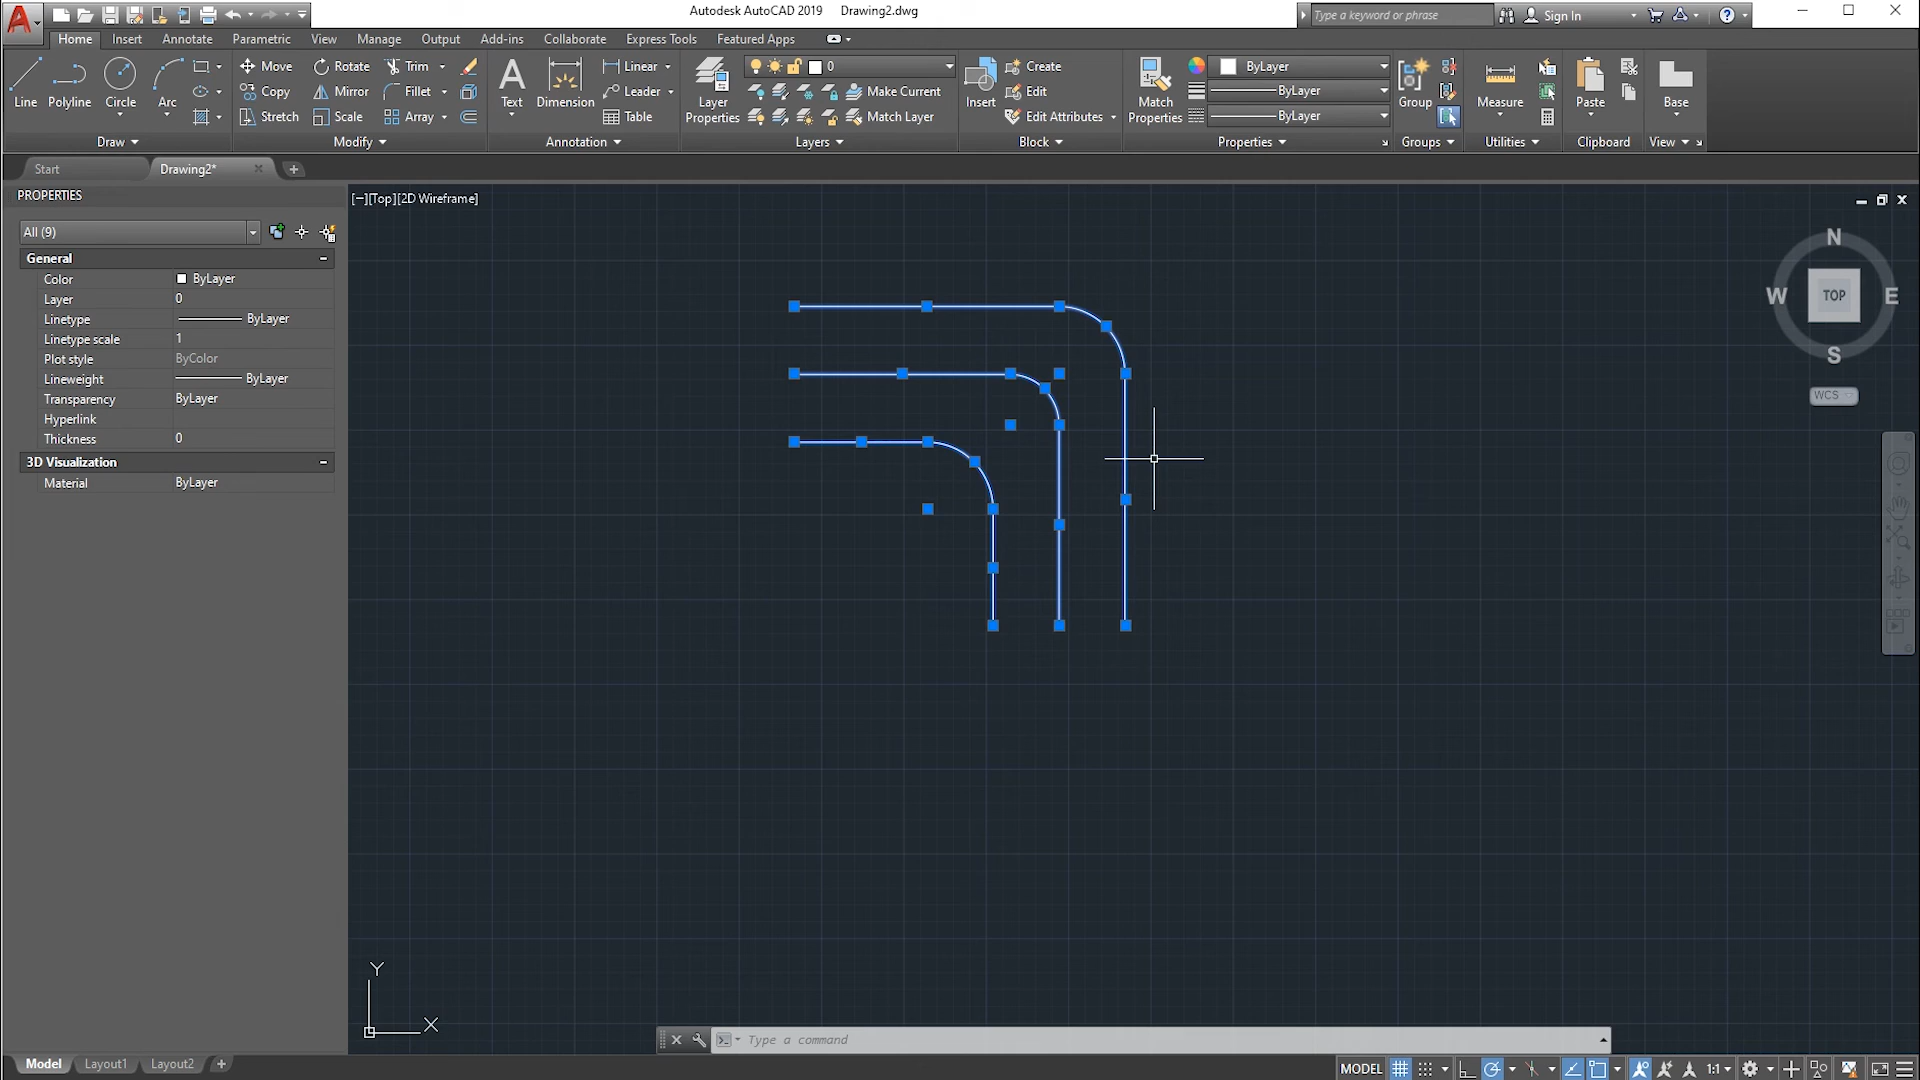 Autodesk AutoCAD 2019 Drawing2.dwg
Type a keyword or phrase
Sign In
Home Insert Annotate Parametric View Manage Output Add-ins Collaborate Express Tools Featured Apps
Line
Polyline
Circle
Arc
Draw
Move Rotate Trim
Copy Mirror Fillet
Stretch Scale Array
Modify
Text
Dimension
Linear
Leader
Table
Annotation
Layer
Properties
0
Make Current
Match Layer
Layers
Insert
Create
Edit
Edit Attributes
Block
Match
Properties
ByLayer
ByLayer
ByLayer
Properties
Group
Groups
Measure
Utilities
Paste
Clipboard
Base
View
Start Drawing2*
PROPERTIES
All (9)
General
Color ByLayer
Layer 0
Linetype ByLayer
Linetype scale 1
Plot style ByColor
Lineweight ByLayer
Transparency ByLayer
Hyperlink
Thickness 0
3D Visualization
Material ByLayer
[−][Top][2D Wireframe]
N
W TOP E
S
WCS
Y
X
Type a command
Model Layout1 Layout2
MODEL 1:1